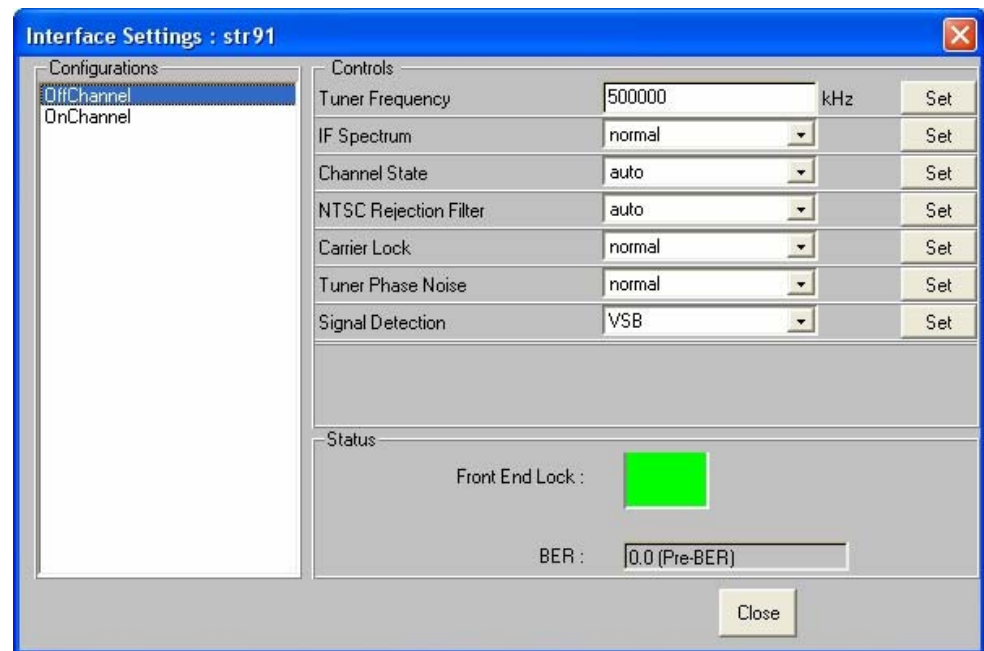 Interface Settings : str91
Configurations
OffChannel
OnChannel
Controls
Tuner Frequency 500000 kHz Set
IF Spectrum normal Set
Channel State auto Set
NTSC Rejection Filter auto Set
Carrier Lock normal Set
Tuner Phase Noise normal Set
Signal Detection VSB Set
Status
Front End Lock :
BER : 0.0 (Pre-BER)
Close